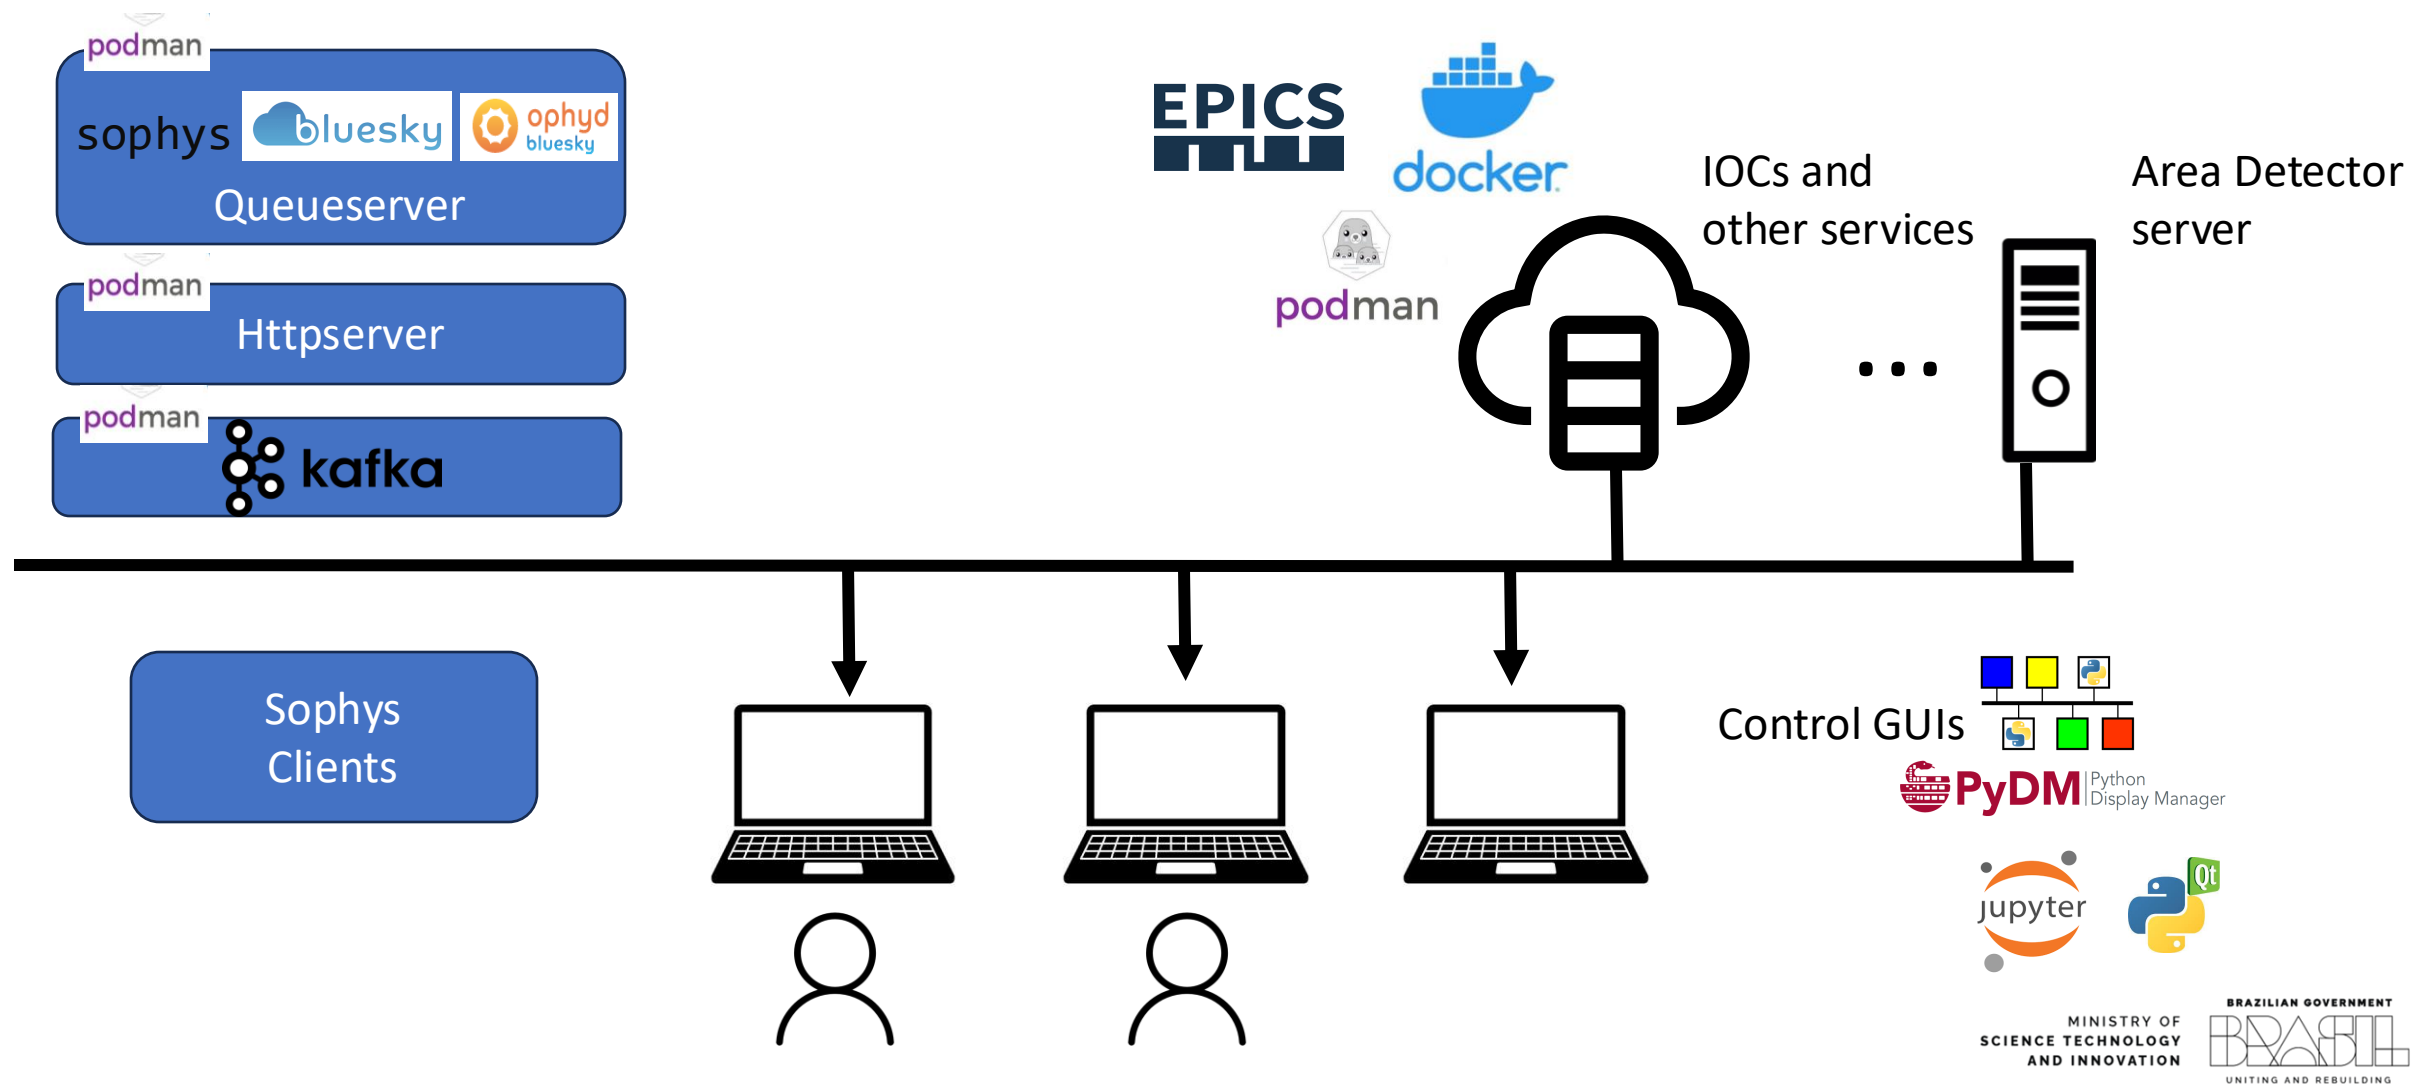 podman
sophys
bluesky
ophyd
bluesky
Queueserver
podman
Httpserver
podman
kafka
EPICS
docker
podman
IOCs and
other services
...
Area Detector
server
Sophys
Clients
Control GUIs
PyDM
Python
Display Manager
jupyter
Qt
MINISTRY OF
SCIENCE TECHNOLOGY
AND INNOVATION
BRAZILIAN GOVERNMENT
BRASIL
UNITING AND REBUILDING